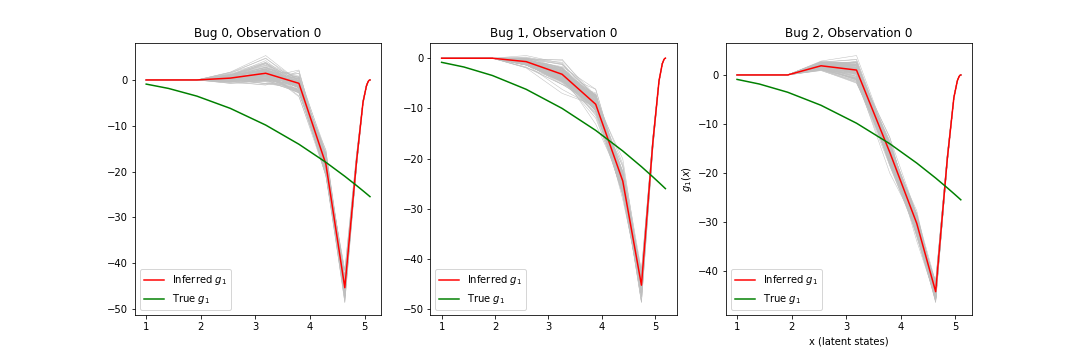 Bug 0, Observation 0
0
−10
−20
−30
−40
−50
1 2 3 4 5
Inferred g₁
True g₁
Bug 1, Observation 0
0
−10
−20
−30
−40
−50
1 2 3 4 5
Inferred g₁
True g₁
Bug 2, Observation 0
g₁(x)
0
−10
−20
−30
−40
1 2 3 4 5
x (latent states)
Inferred g₁
True g₁